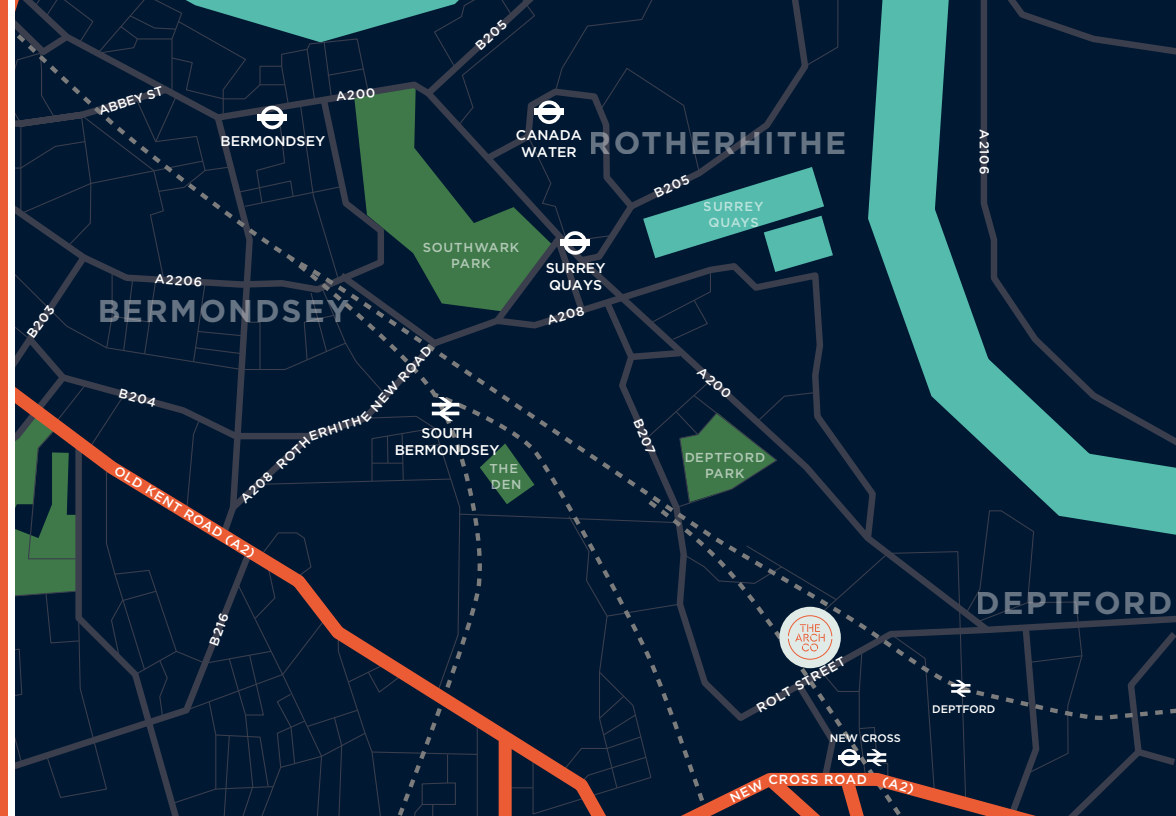 B205
ABBEY ST
A200
BERMONDSEY
CANADA
WATER
ROTHERHITHE
A2106
B205
SURREY
QUAYS
SOUTHWARK
PARK
SURREY
QUAYS
A2206
BERMONDSEY
B203
A208
A208 ROTHERHITHE NEW ROAD
B204
A200
SOUTH
BERMONDSEY
B207
THE
DEN
DEPTFORD
PARK
OLD KENT ROAD (A2)
B216
DEPTFORD
THE
ARCH
CO
ROLT STREET
DEPTFORD
NEW CROSS
NEW CROSS ROAD (A2)